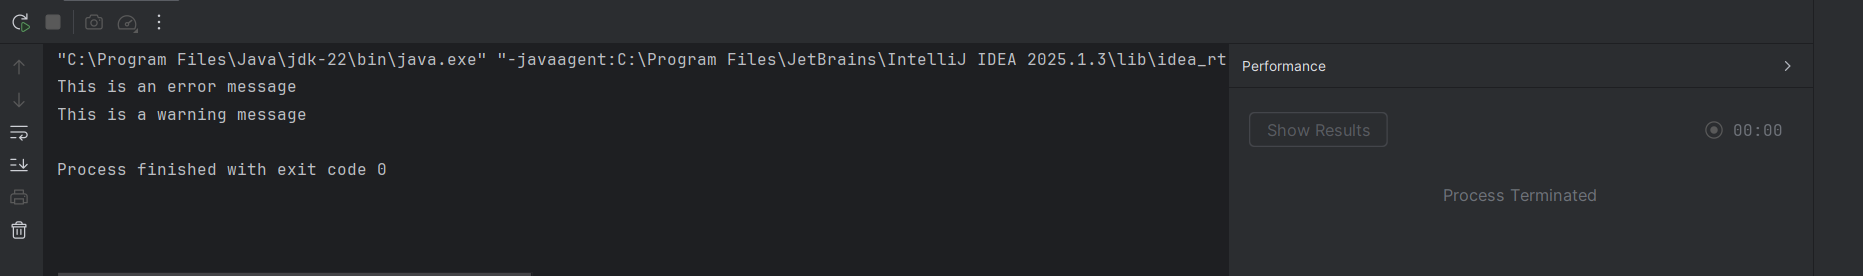 "C:\Program Files\Java\jdk-22\bin\java.exe" "-javaagent:C:\Program Files\JetBrains\IntelliJ IDEA 2025.1.3\lib\idea_rt
This is an error message
This is a warning message
Process finished with exit code 0
Performance
Show Results
00:00
Process Terminated